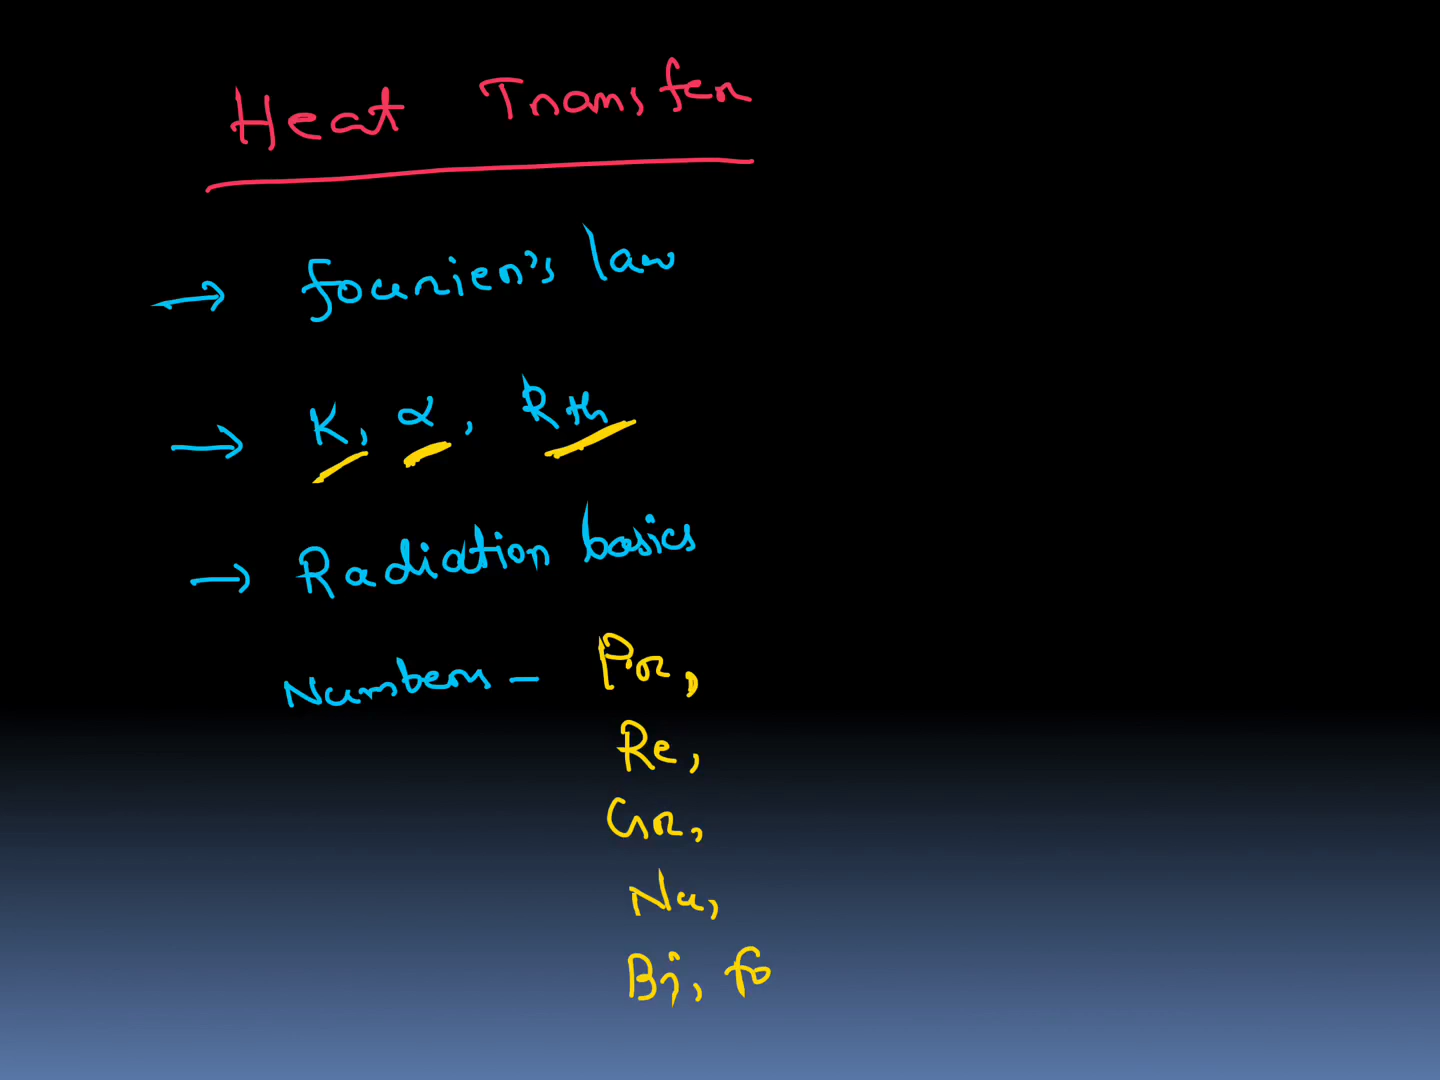 Heat Transfer
→ fourier's law
→ K, α, Rth
→ Radiation basics
Numbers - Pr,
Re,
Gr,
Nu,
Bi, fo